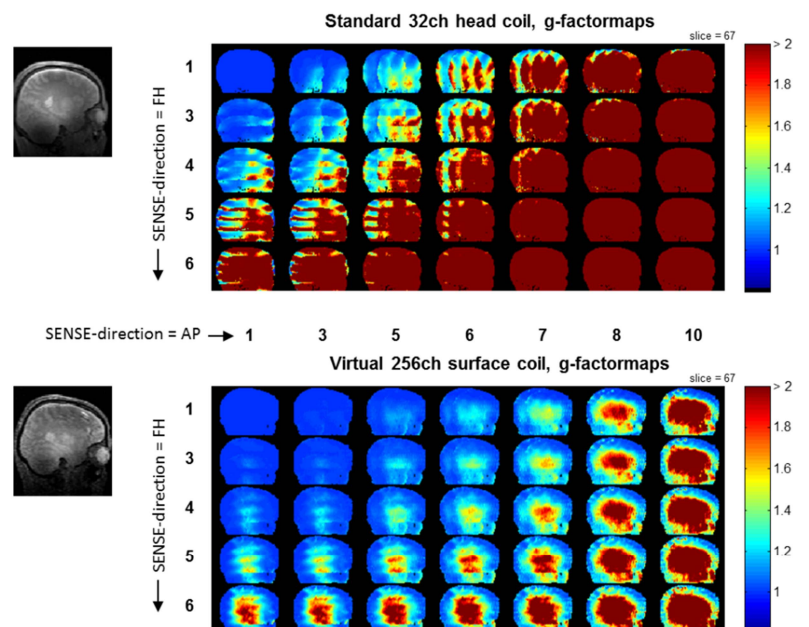 Standard 32ch head coil, g-factormaps
slice = 67
1
3
4
5
6
SENSE-direction = FH
> 2
1.8
1.6
1.4
1.2
1
SENSE-direction = AP
1 3 5 6 7 8 10
Virtual 256ch surface coil, g-factormaps
slice = 67
1
3
4
5
6
SENSE-direction = FH
> 2
1.8
1.6
1.4
1.2
1